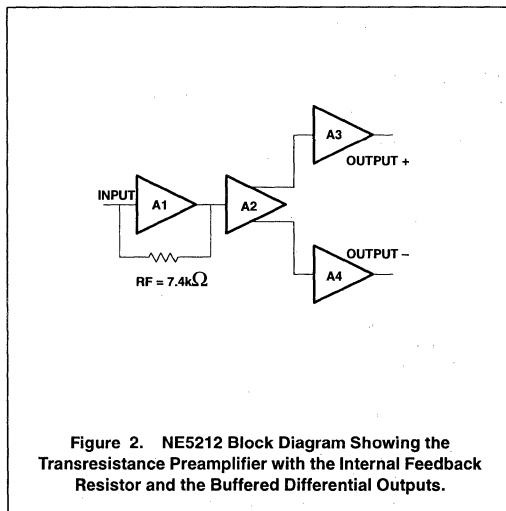 A3
OUTPUT +
INPUT
A1
A2
RF = 7.4kΩ
OUTPUT –
A4
Figure 2. NE5212 Block Diagram Showing the
Transresistance Preamplifier with the Internal Feedback
Resistor and the Buffered Differential Outputs.